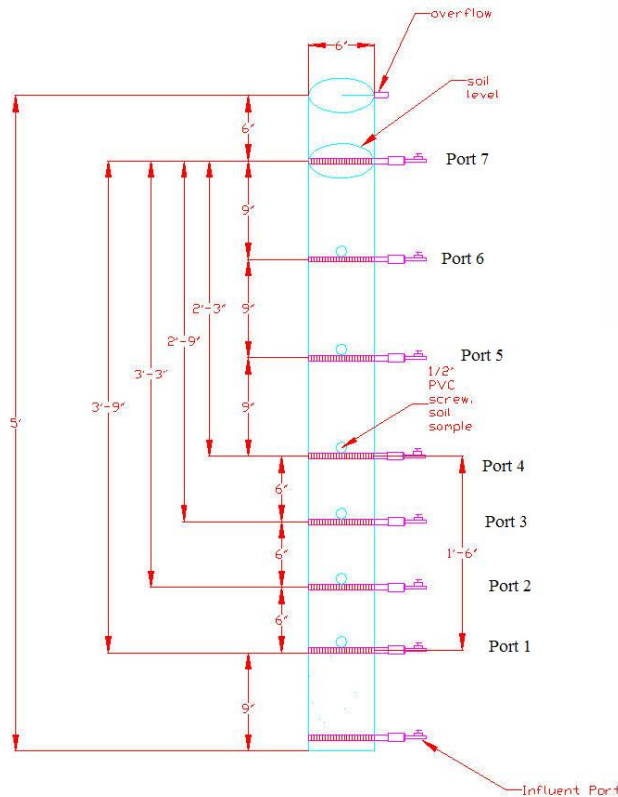 overflow
6"
soil
level
6"
Port 7
9"
Port 6
2'-3"
9"
2'-9"
Port 5
3'-3"
1/2"
PVC
screw,
soil
sample
3'-9"
9"
5'
Port 4
6"
Port 3
1'-6"
6"
Port 2
6"
Port 1
9"
Influent Port